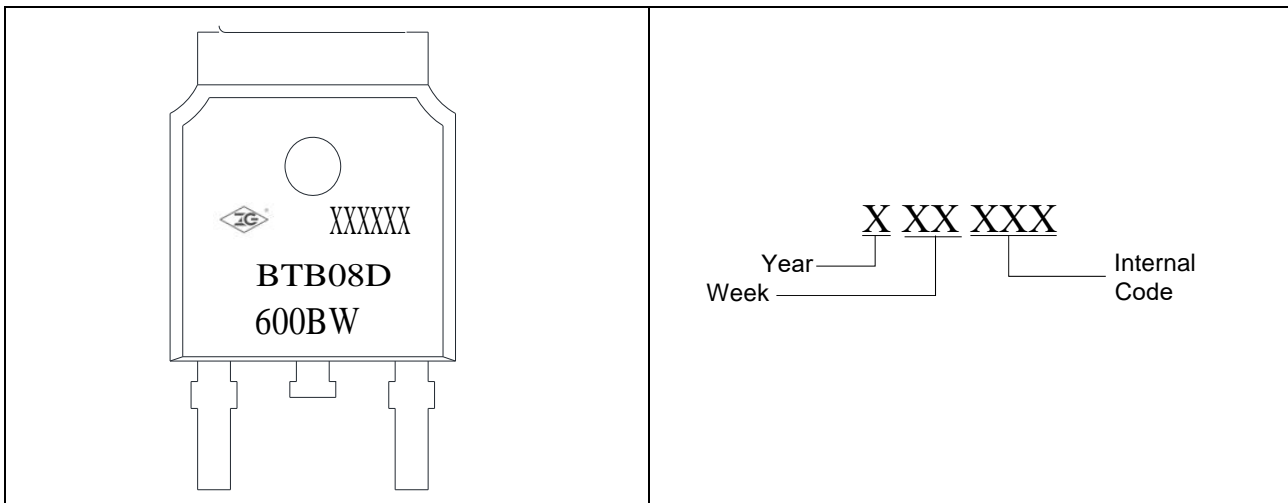 XXXXXX
BTB08D
600BW
X XX XXX
Year
Week
Internal
Code